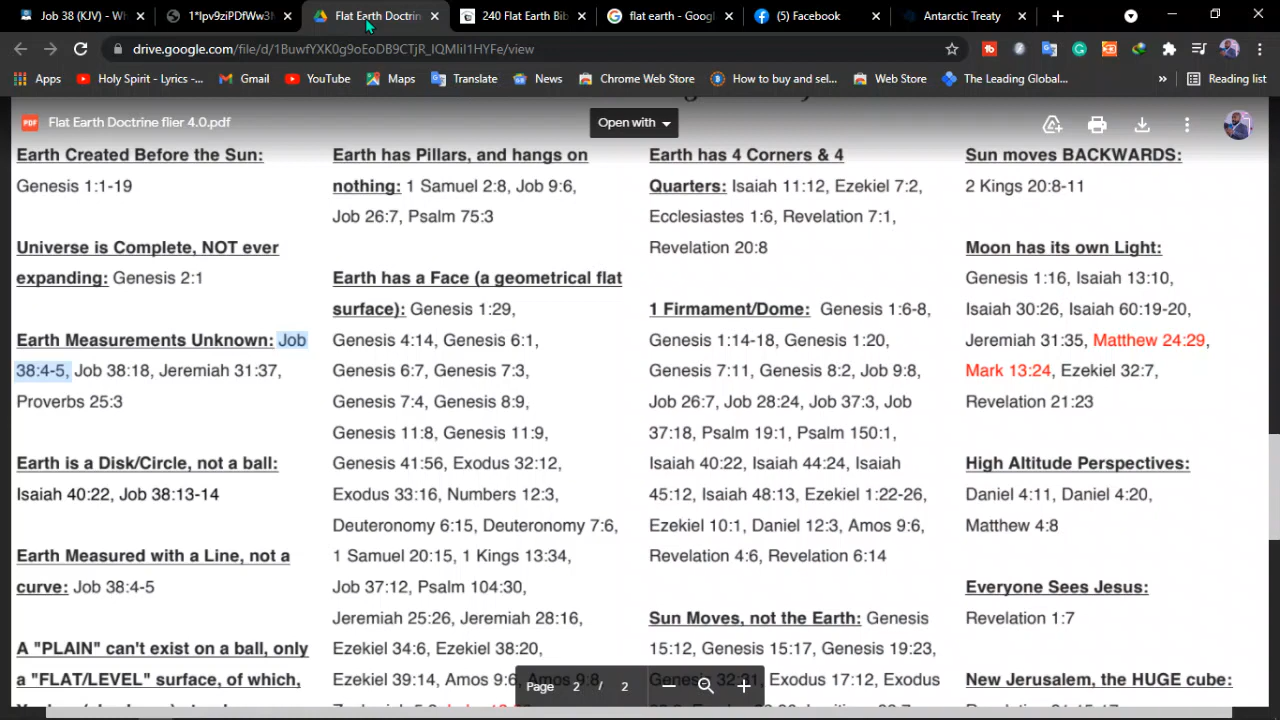 Job 38 (KJV) - Wh
1*Ipv9ziPDfWw3h
Flat Earth Doctrin
240 Flat Earth Bib
flat earth - Googl
(5) Facebook
Antarctic Treaty
drive.google.com/file/d/1BuwfYXK0g9oEoDB9CTjR_IQMIiI1HYFe/view
Apps
Holy Spirit - Lyrics -...
Gmail
YouTube
Maps
Translate
News
Chrome Web Store
How to buy and sel...
Web Store
The Leading Global...
»
Reading list
PDF
Flat Earth Doctrine flier 4.0.pdf
Open with
Earth Created Before the Sun:
Genesis 1:1-19
Universe is Complete, NOT ever
expanding: Genesis 2:1
Earth Measurements Unknown: Job
38:4-5, Job 38:18, Jeremiah 31:37,
Proverbs 25:3
Earth is a Disk/Circle, not a ball:
Isaiah 40:22, Job 38:13-14
Earth Measured with a Line, not a
curve: Job 38:4-5
A "PLAIN" can't exist on a ball, only
a "FLAT/LEVEL" surface, of which,
Earth has Pillars, and hangs on
nothing: 1 Samuel 2:8, Job 9:6,
Job 26:7, Psalm 75:3
Earth has a Face (a geometrical flat
surface): Genesis 1:29,
Genesis 4:14, Genesis 6:1,
Genesis 6:7, Genesis 7:3,
Genesis 7:4, Genesis 8:9,
Genesis 11:8, Genesis 11:9,
Genesis 41:56, Exodus 32:12,
Exodus 33:16, Numbers 12:3,
Deuteronomy 6:15, Deuteronomy 7:6,
1 Samuel 20:15, 1 Kings 13:34,
Job 37:12, Psalm 104:30,
Jeremiah 25:26, Jeremiah 28:16,
Ezekiel 34:6, Ezekiel 38:20,
Ezekiel 39:14, Amos 9:6, Amos 9:8,
Earth has 4 Corners & 4
Quarters: Isaiah 11:12, Ezekiel 7:2,
Ecclesiastes 1:6, Revelation 7:1,
Revelation 20:8
1 Firmament/Dome: Genesis 1:6-8,
Genesis 1:14-18, Genesis 1:20,
Genesis 7:11, Genesis 8:2, Job 9:8,
Job 26:7, Job 28:24, Job 37:3, Job
37:18, Psalm 19:1, Psalm 150:1,
Isaiah 40:22, Isaiah 44:24, Isaiah
45:12, Isaiah 48:13, Ezekiel 1:22-26,
Ezekiel 10:1, Daniel 12:3, Amos 9:6,
Revelation 4:6, Revelation 6:14
Sun Moves, not the Earth: Genesis
15:12, Genesis 15:17, Genesis 19:23,
Genesis 32:31, Exodus 17:12, Exodus
Sun moves BACKWARDS:
2 Kings 20:8-11
Moon has its own Light:
Genesis 1:16, Isaiah 13:10,
Isaiah 30:26, Isaiah 60:19-20,
Jeremiah 31:35, Matthew 24:29,
Mark 13:24, Ezekiel 32:7,
Revelation 21:23
High Altitude Perspectives:
Daniel 4:11, Daniel 4:20,
Matthew 4:8
Everyone Sees Jesus:
Revelation 1:7
New Jerusalem, the HUGE cube:
Page 2 / 2